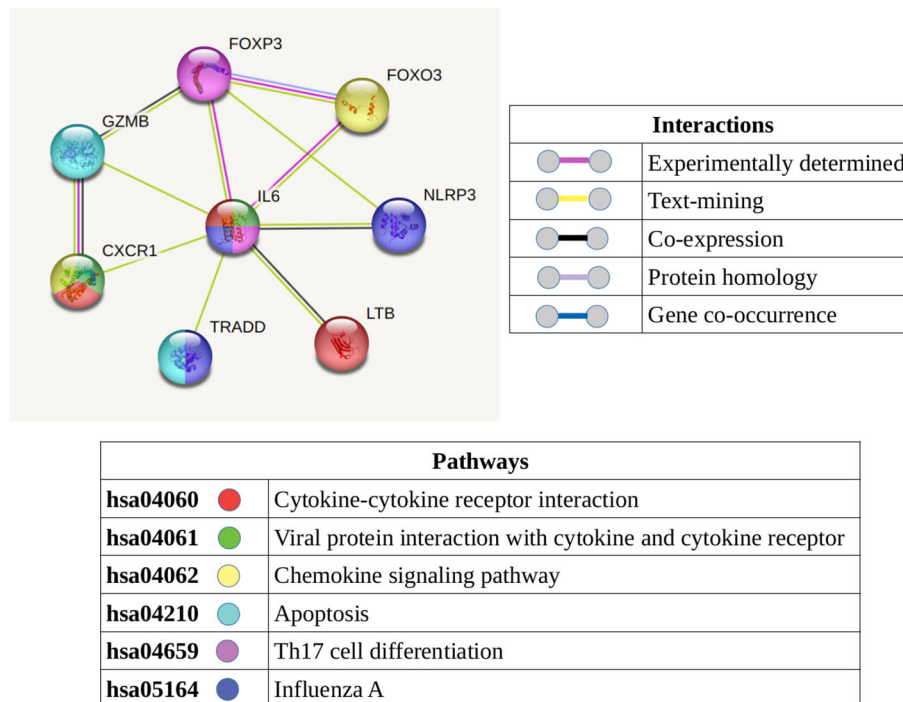 FOXP3
FOXO3
GZMB
IL6
NLRP3
CXCR1
TRADD
LTB
Interactions
Experimentally determined
Text-mining
Co-expression
Protein homology
Gene co-occurrence
Pathways
hsa04060 Cytokine-cytokine receptor interaction
hsa04061 Viral protein interaction with cytokine and cytokine receptor
hsa04062 Chemokine signaling pathway
hsa04210 Apoptosis
hsa04659 Th17 cell differentiation
hsa05164 Influenza A